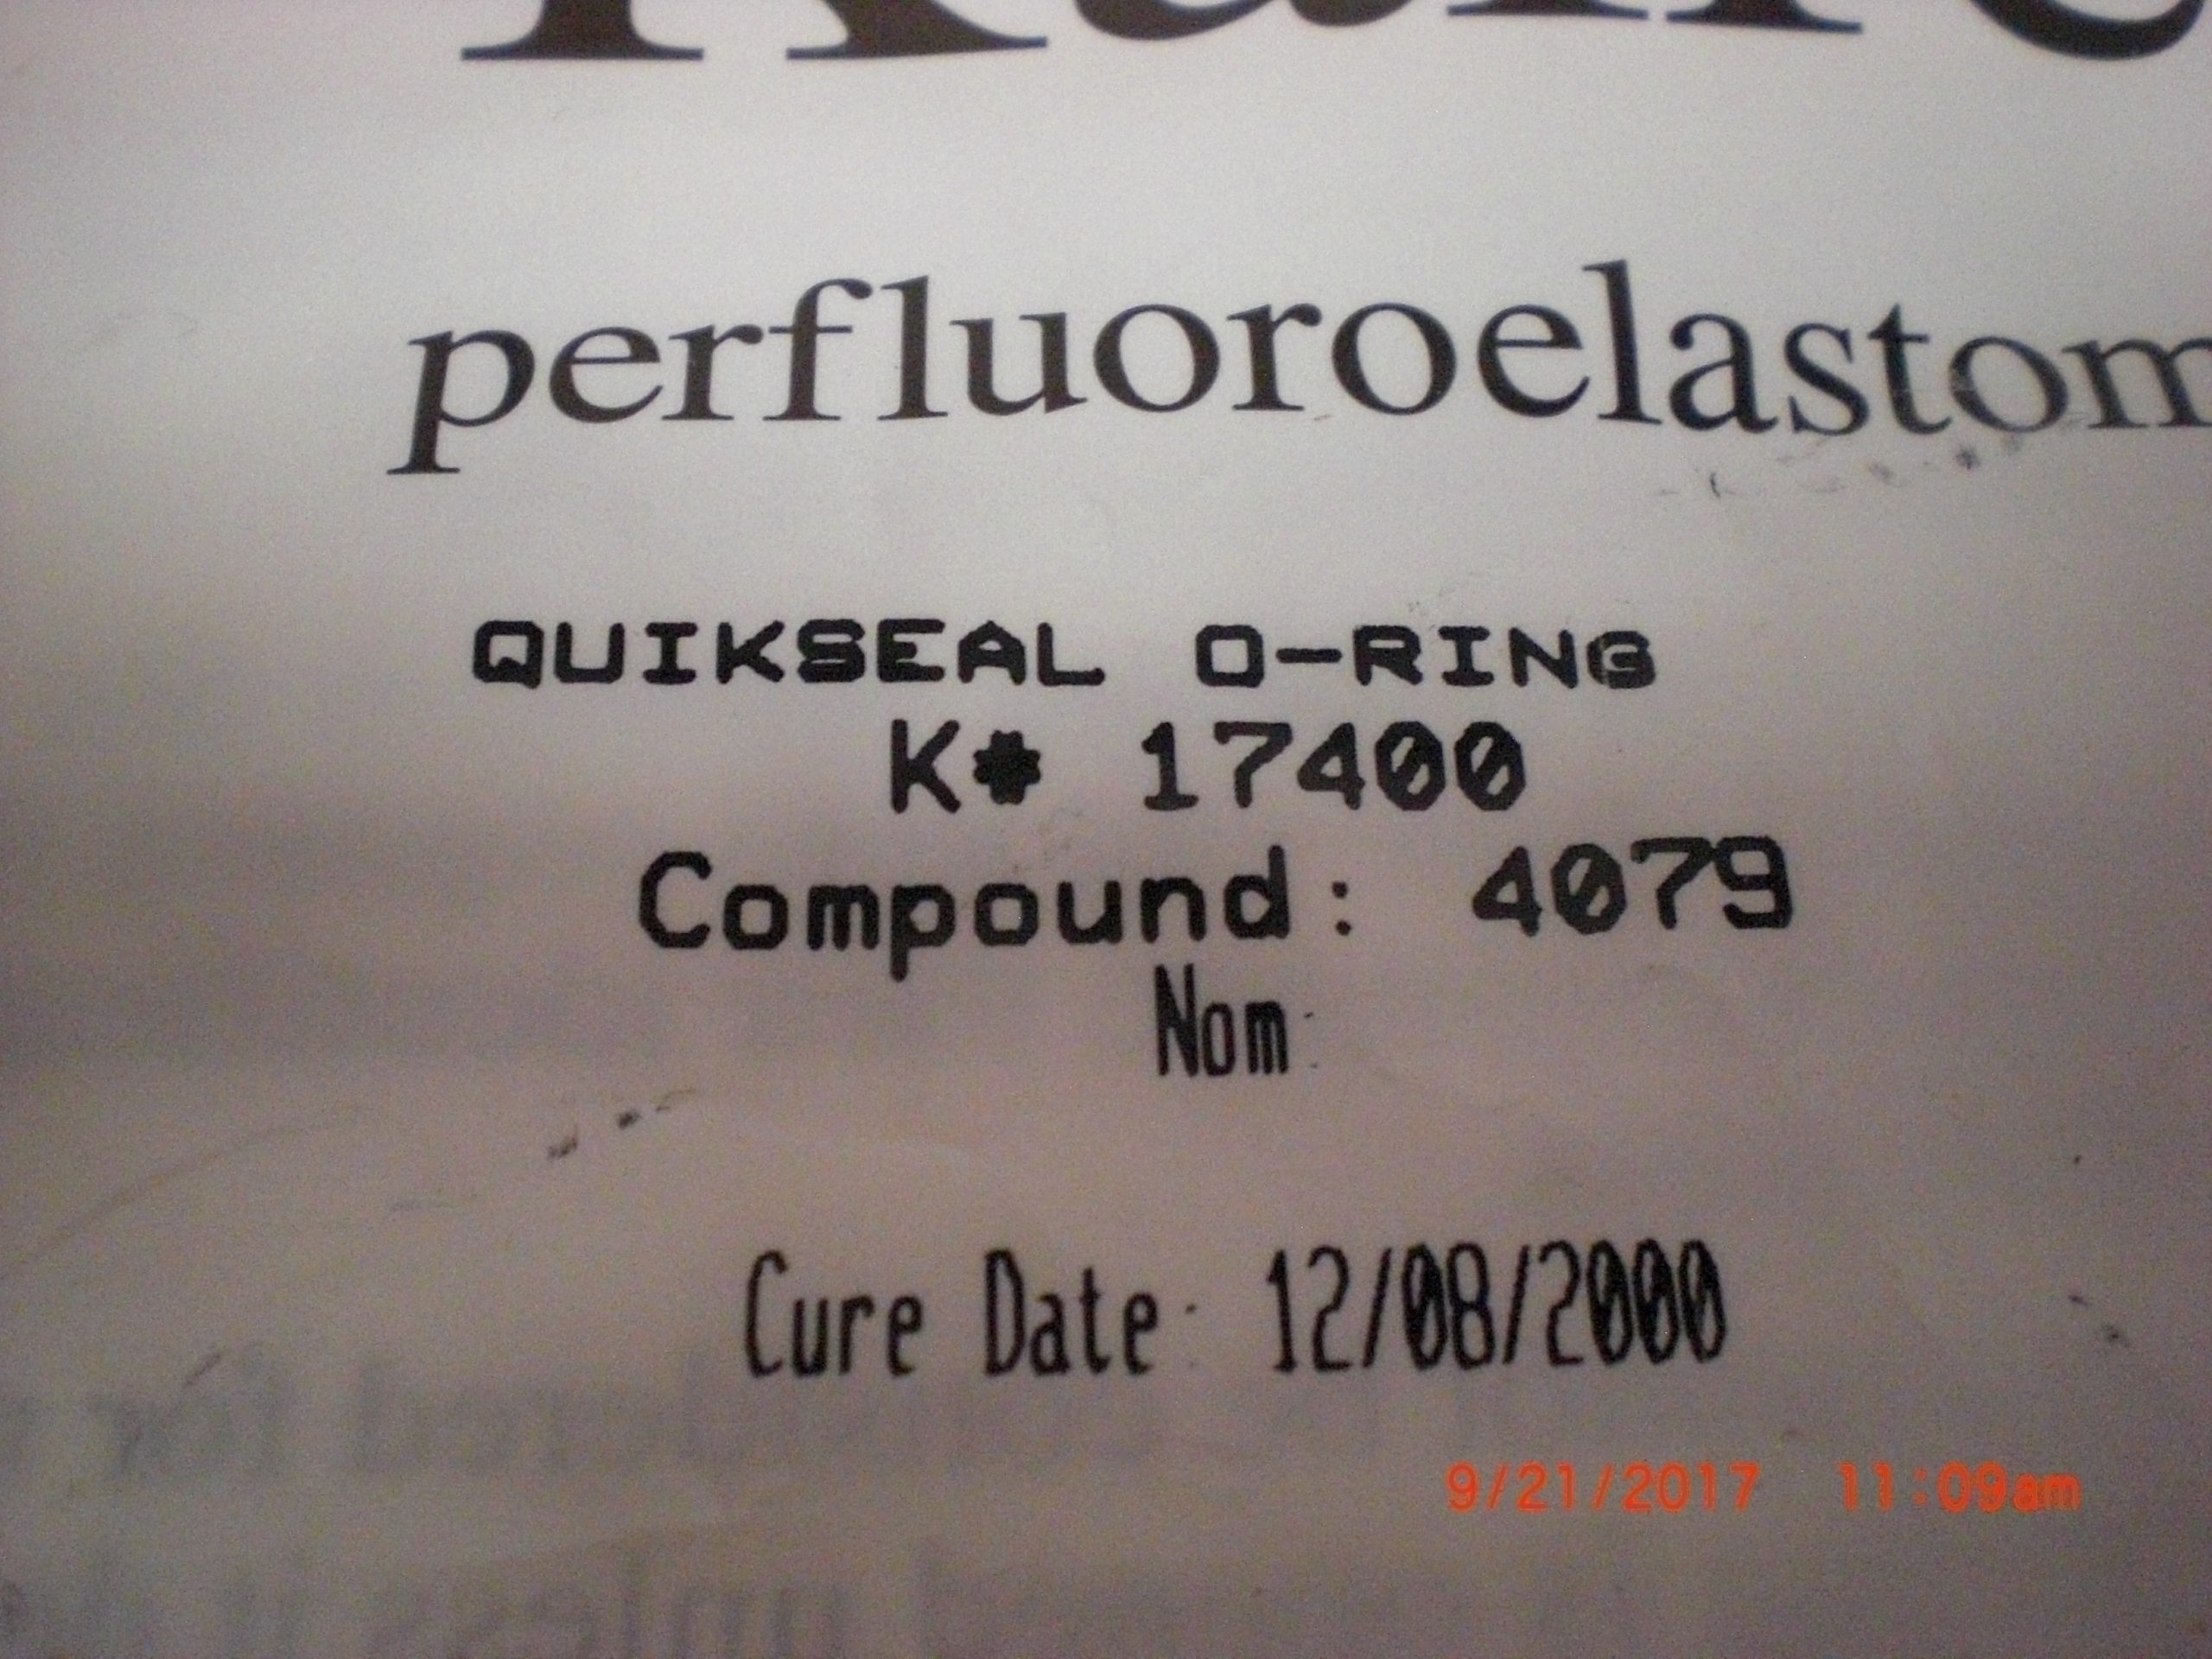 perfluoroelastom
QUIKSEAL O-RING
K# 17400
Compound: 4079
Nom:
Cure Date: 12/08/2000
9/21/2017 11:09am